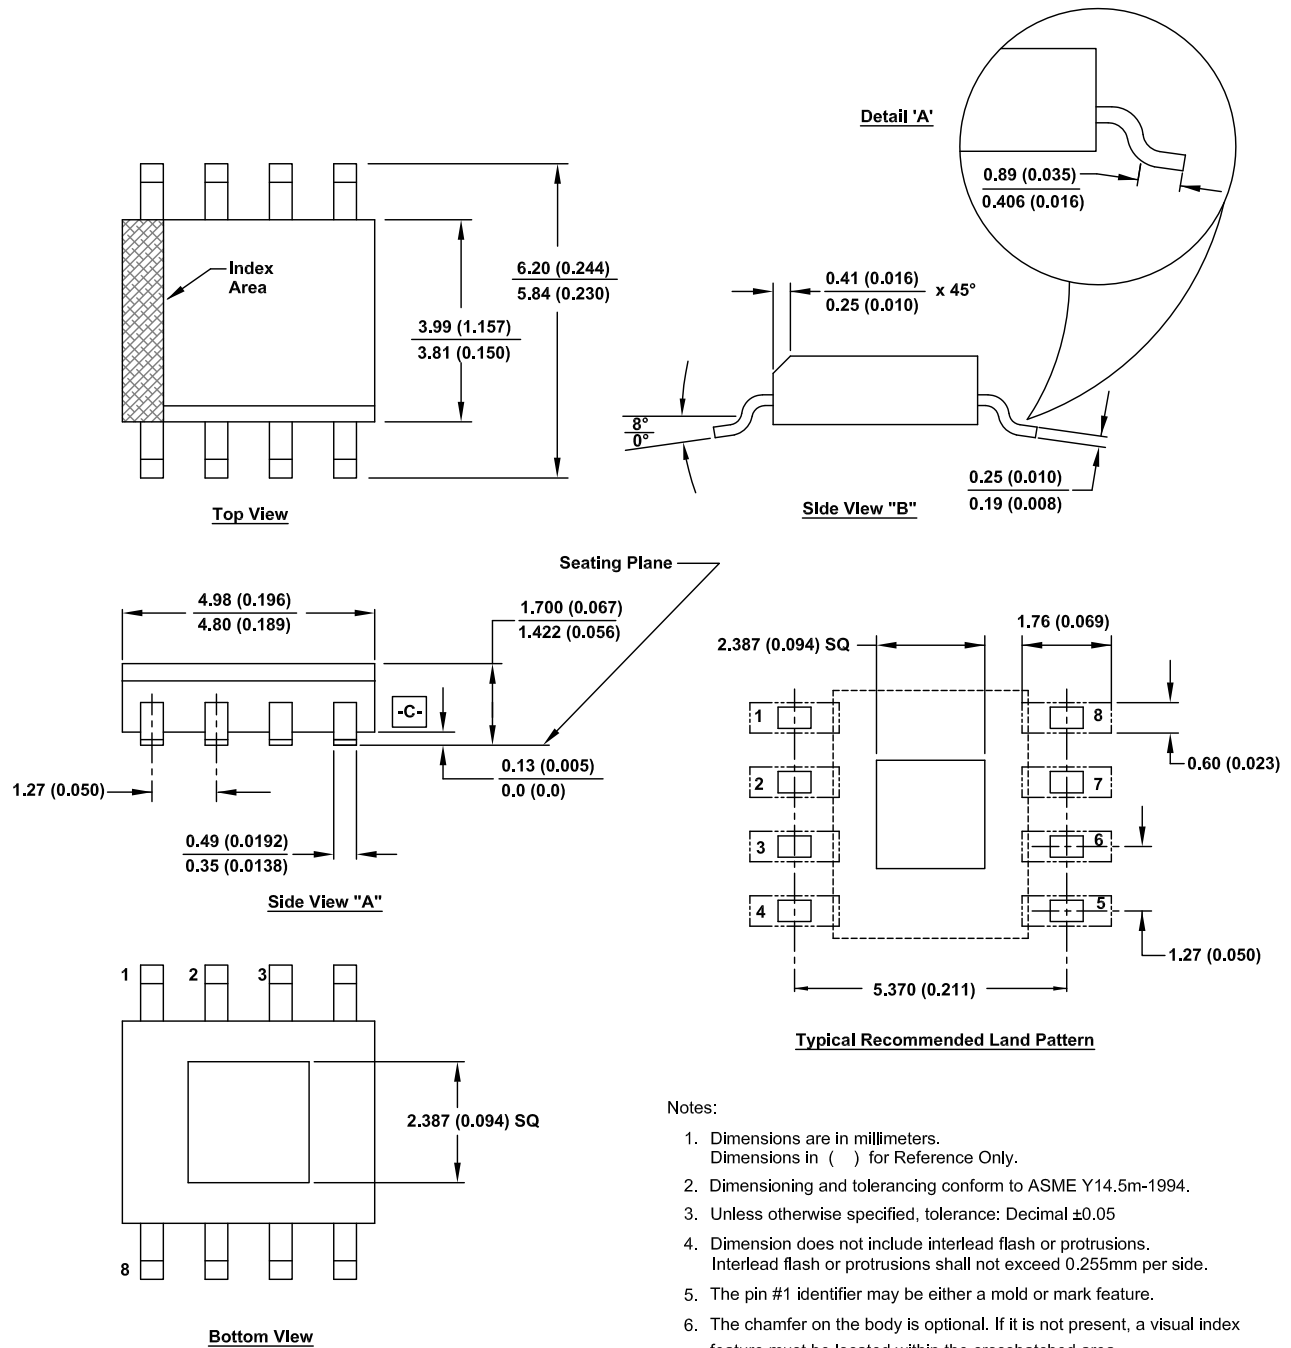 Detail 'A'
0.89 (0.035)
0.406 (0.016)
Index
Area
6.20 (0.244)
5.84 (0.230)
3.99 (1.157)
3.81 (0.150)
Top View
0.41 (0.016)
0.25 (0.010)
x 45°
8°
0°
0.25 (0.010)
0.19 (0.008)
Side View "B"
Seating Plane
4.98 (0.196)
4.80 (0.189)
1.700 (0.067)
1.422 (0.056)
-C-
0.13 (0.005)
0.0 (0.0)
1.27 (0.050)
0.49 (0.0192)
0.35 (0.0138)
Side View "A"
1.76 (0.069)
2.387 (0.094) SQ
1
8
0.60 (0.023)
2
7
3
6
4
5
1.27 (0.050)
5.370 (0.211)
Typical Recommended Land Pattern
1
2
3
2.387 (0.094) SQ
8
Bottom View
Notes:
1. Dimensions are in millimeters.
Dimensions in ( ) for Reference Only.
2. Dimensioning and tolerancing conform to ASME Y14.5m-1994.
3. Unless otherwise specified, tolerance: Decimal ±0.05
4. Dimension does not include interlead flash or protrusions.
Interlead flash or protrusions shall not exceed 0.255mm per side.
5. The pin #1 identifier may be either a mold or mark feature.
6. The chamfer on the body is optional. If it is not present, a visual index
feature must be located within the crosshatched area.